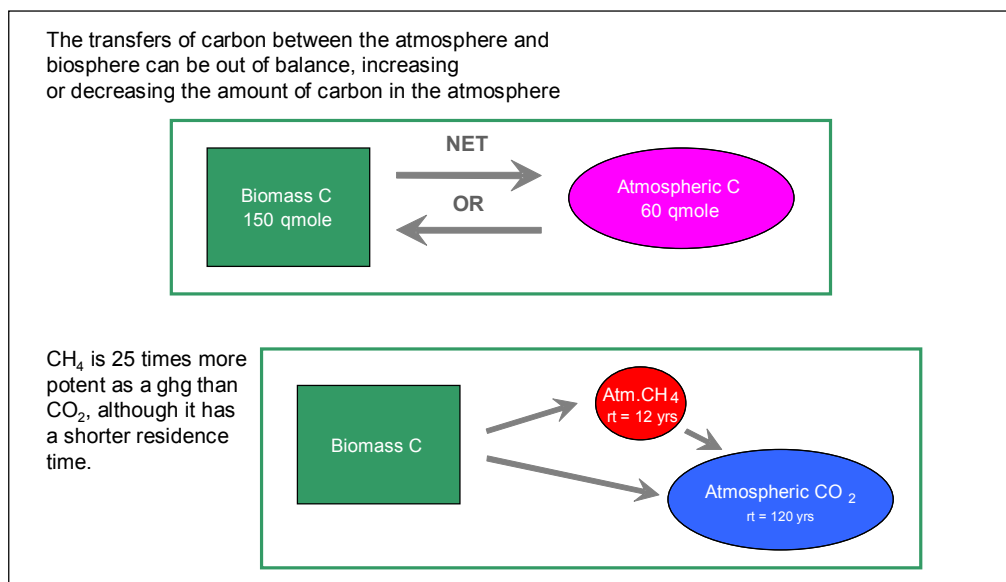 The transfers of carbon between the atmosphere and
biosphere can be out of balance, increasing
or decreasing the amount of carbon in the atmosphere
NET
Biomass C
150 qmole
Atmospheric C
60 qmole
OR
CH₄ is 25 times more
potent as a ghg than
CO₂, although it has
a shorter residence
time.
Atm.CH₄
rt = 12 yrs
Biomass C
Atmospheric CO₂
rt = 120 yrs